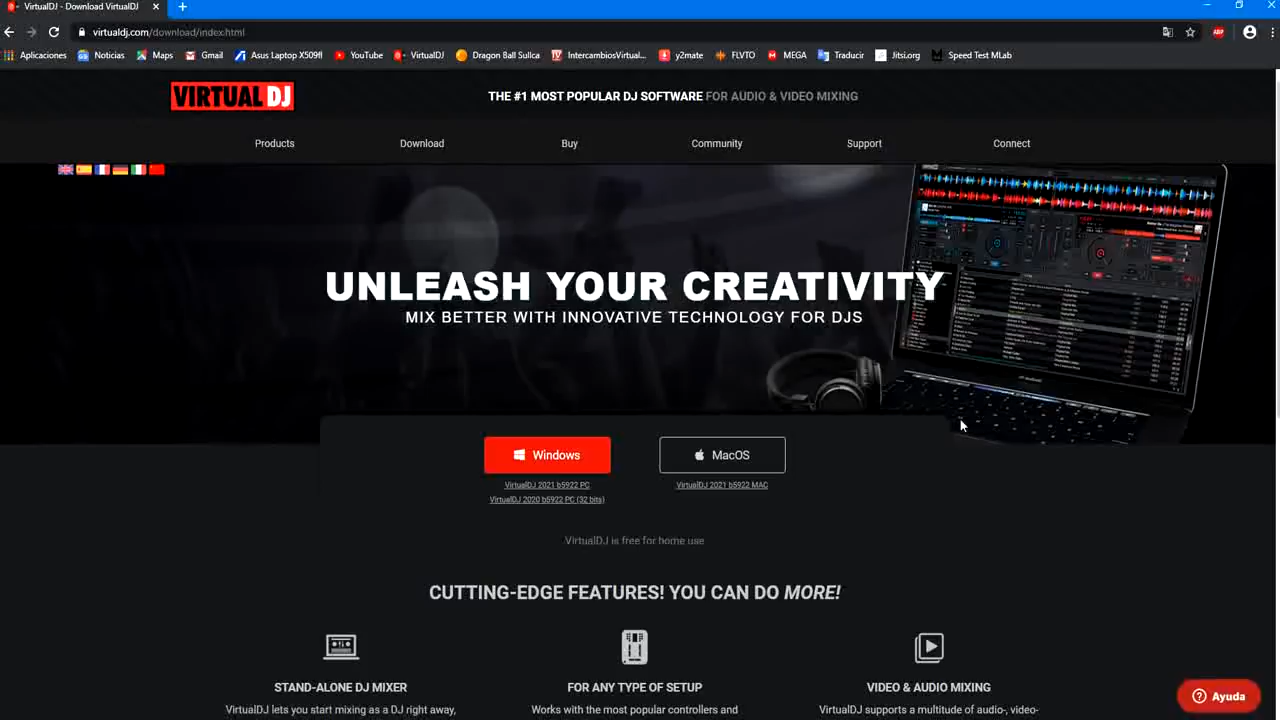 VirtualDJ - Download VirtualDJ
virtualdj.com/download/index.html
Aplicaciones Noticias Maps Gmail Asus Laptop X509fl YouTube VirtualDJ Dragon Ball Sullca IntercambiosVirtual... y2mate FLVTO MEGA Traducir Jitsi.org Speed Test MLab
VIRTUAL DJ
THE #1 MOST POPULAR DJ SOFTWARE FOR AUDIO & VIDEO MIXING
Products Download Buy Community Support Connect
UNLEASH YOUR CREATIVITY
MIX BETTER WITH INNOVATIVE TECHNOLOGY FOR DJS
Windows MacOS
VirtualDJ 2021 b5922 PC VirtualDJ 2021 b5922 MAC
VirtualDJ 2020 b5922 PC (32 bits)
VirtualDJ is free for home use
CUTTING-EDGE FEATURES! YOU CAN DO MORE!
STAND-ALONE DJ MIXER FOR ANY TYPE OF SETUP VIDEO & AUDIO MIXING
VirtualDJ lets you start mixing as a DJ right away, Works with the most popular controllers and VirtualDJ supports a multitude of audio-, video-
Ayuda